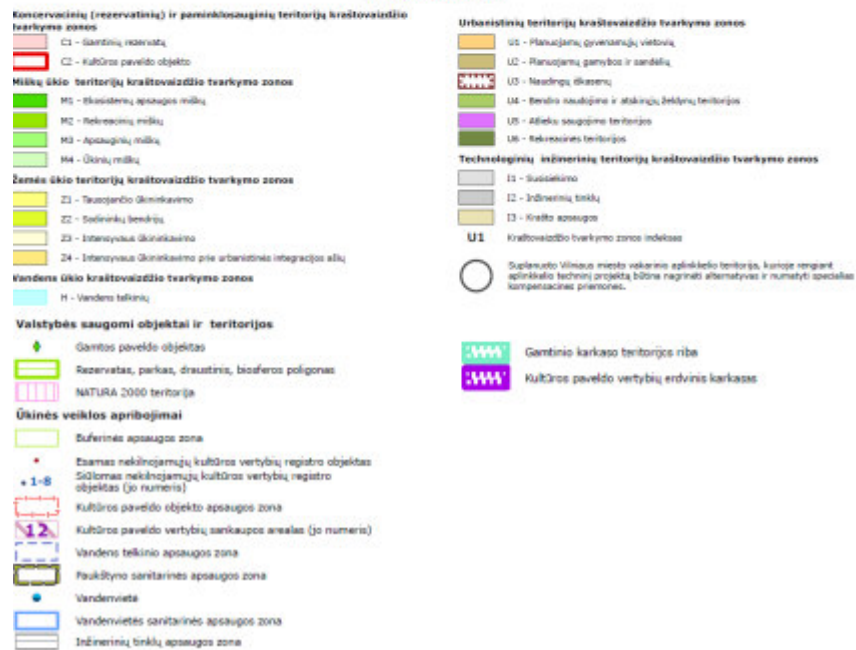 Koncervacinių (rezervatinių) ir paminklosauginių teritorijų kraštovaizdžio
tvarkymo zonos
C1 - Gamtinių rezervatų
C2 - Kultūros paveldo objekto
Miškų ūkio teritorijų kraštovaizdžio tvarkymo zonos
M1 - Ekosistemų apsaugos miškų
M2 - Rekreacinių miškų
M3 - Apsauginių miškų
M4 - Ūkinių miškų
Žemės ūkio teritorijų kraštovaizdžio tvarkymo zonos
Z1 - Tausojančio ūkininkavimo
Z2 - Sodininkų bendrijų
Z3 - Intensyvaus ūkininkavimo
Z4 - Intensyvaus ūkininkavimo prie urbanistinės integracijos ašių
Vandens ūkio kraštovaizdžio tvarkymo zonos
H - Vandens telkinių
Valstybės saugomi objektai ir teritorijos
Gamtos paveldo objektas
Rezervatas, parkas, draustinis, biosferos poligonas
NATURA 2000 teritorija
Ūkinės veiklos apribojimai
Buferinės apsaugos zona
Esamas nekilnojamųjų kultūros vertybių registro objektas
1-8 Siūlomas nekilnojamųjų kultūros vertybių registro
objektas (jo numeris)
Kultūros paveldo objekto apsaugos zona
12 Kultūros paveldo vertybių sankaupos arealas (jo numeris)
Vandens telkinio apsaugos zona
Paukštyno sanitarinės apsaugos zona
Vandenvietė
Vandenvietės sanitarinės apsaugos zona
Inžinerinių tinklų apsaugos zona
Urbanistinių teritorijų kraštovaizdžio tvarkymo zonos
U1 - Planuojamų gyvenamųjų vietovių
U2 - Planuojamų gamybos ir sandėlių
U3 - Naudingų iškasenų
U4 - Bendro naudojimo ir atskirųjų želdynų teritorijos
U5 - Atliekų saugojimo teritorijos
U6 - Rekreacinės teritorijos
Technologinių inžinerinių teritorijų kraštovaizdžio tvarkymo zonos
I1 - Susisiekimo
I2 - Inžinerinių tinklų
I3 - Krašto apsaugos
U1 Kraštovaizdžio tvarkymo zonos indeksas
Suplanuoto Vilniaus miesto vakarinio aplinkkelio teritorija, kurioje rengiant
aplinkkelio techninį projektą būtina nagrinėti alternatyvas ir numatyti specialias
kompensacines priemones.
Gamtinio karkaso teritorijos riba
Kultūros paveldo vertybių erdvinis karkasas